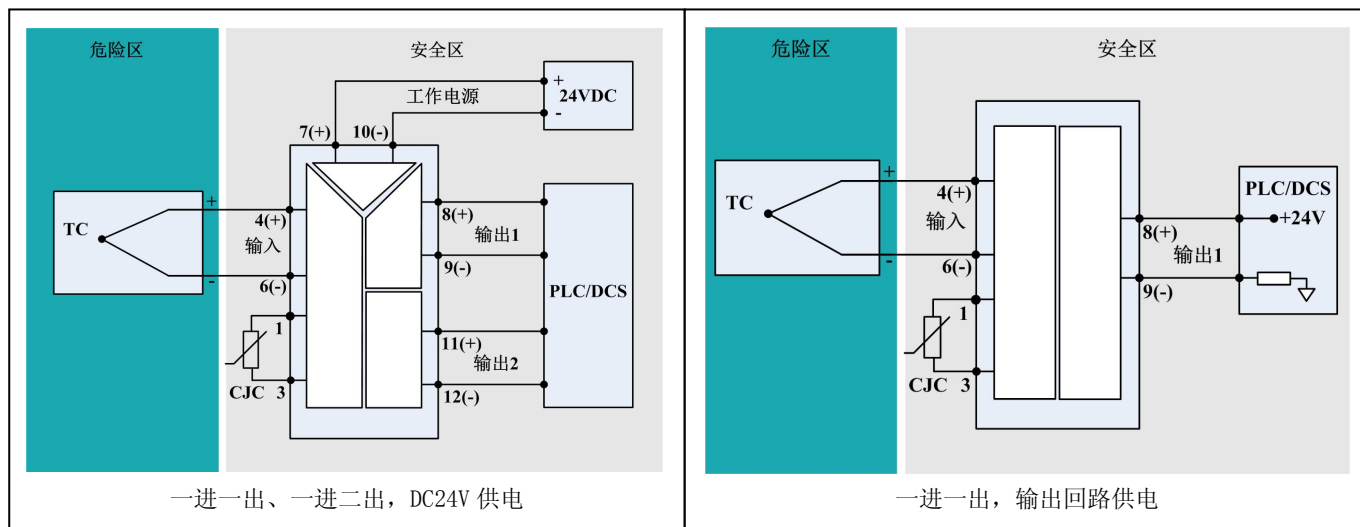 危险区
安全区
工作电源
+
24VDC
-
7(+)
10(-)
TC
+
4(+)
输入
6(-)
-
1
CJC 3
8(+)
输出1
9(-)
PLC/DCS
11(+)
输出2
12(-)
一进一出、一进二出，DC24V 供电
危险区
安全区
TC
+
4(+)
输入
6(-)
-
1
CJC 3
8(+)
输出1
9(-)
PLC/DCS
+24V
一进一出，输出回路供电